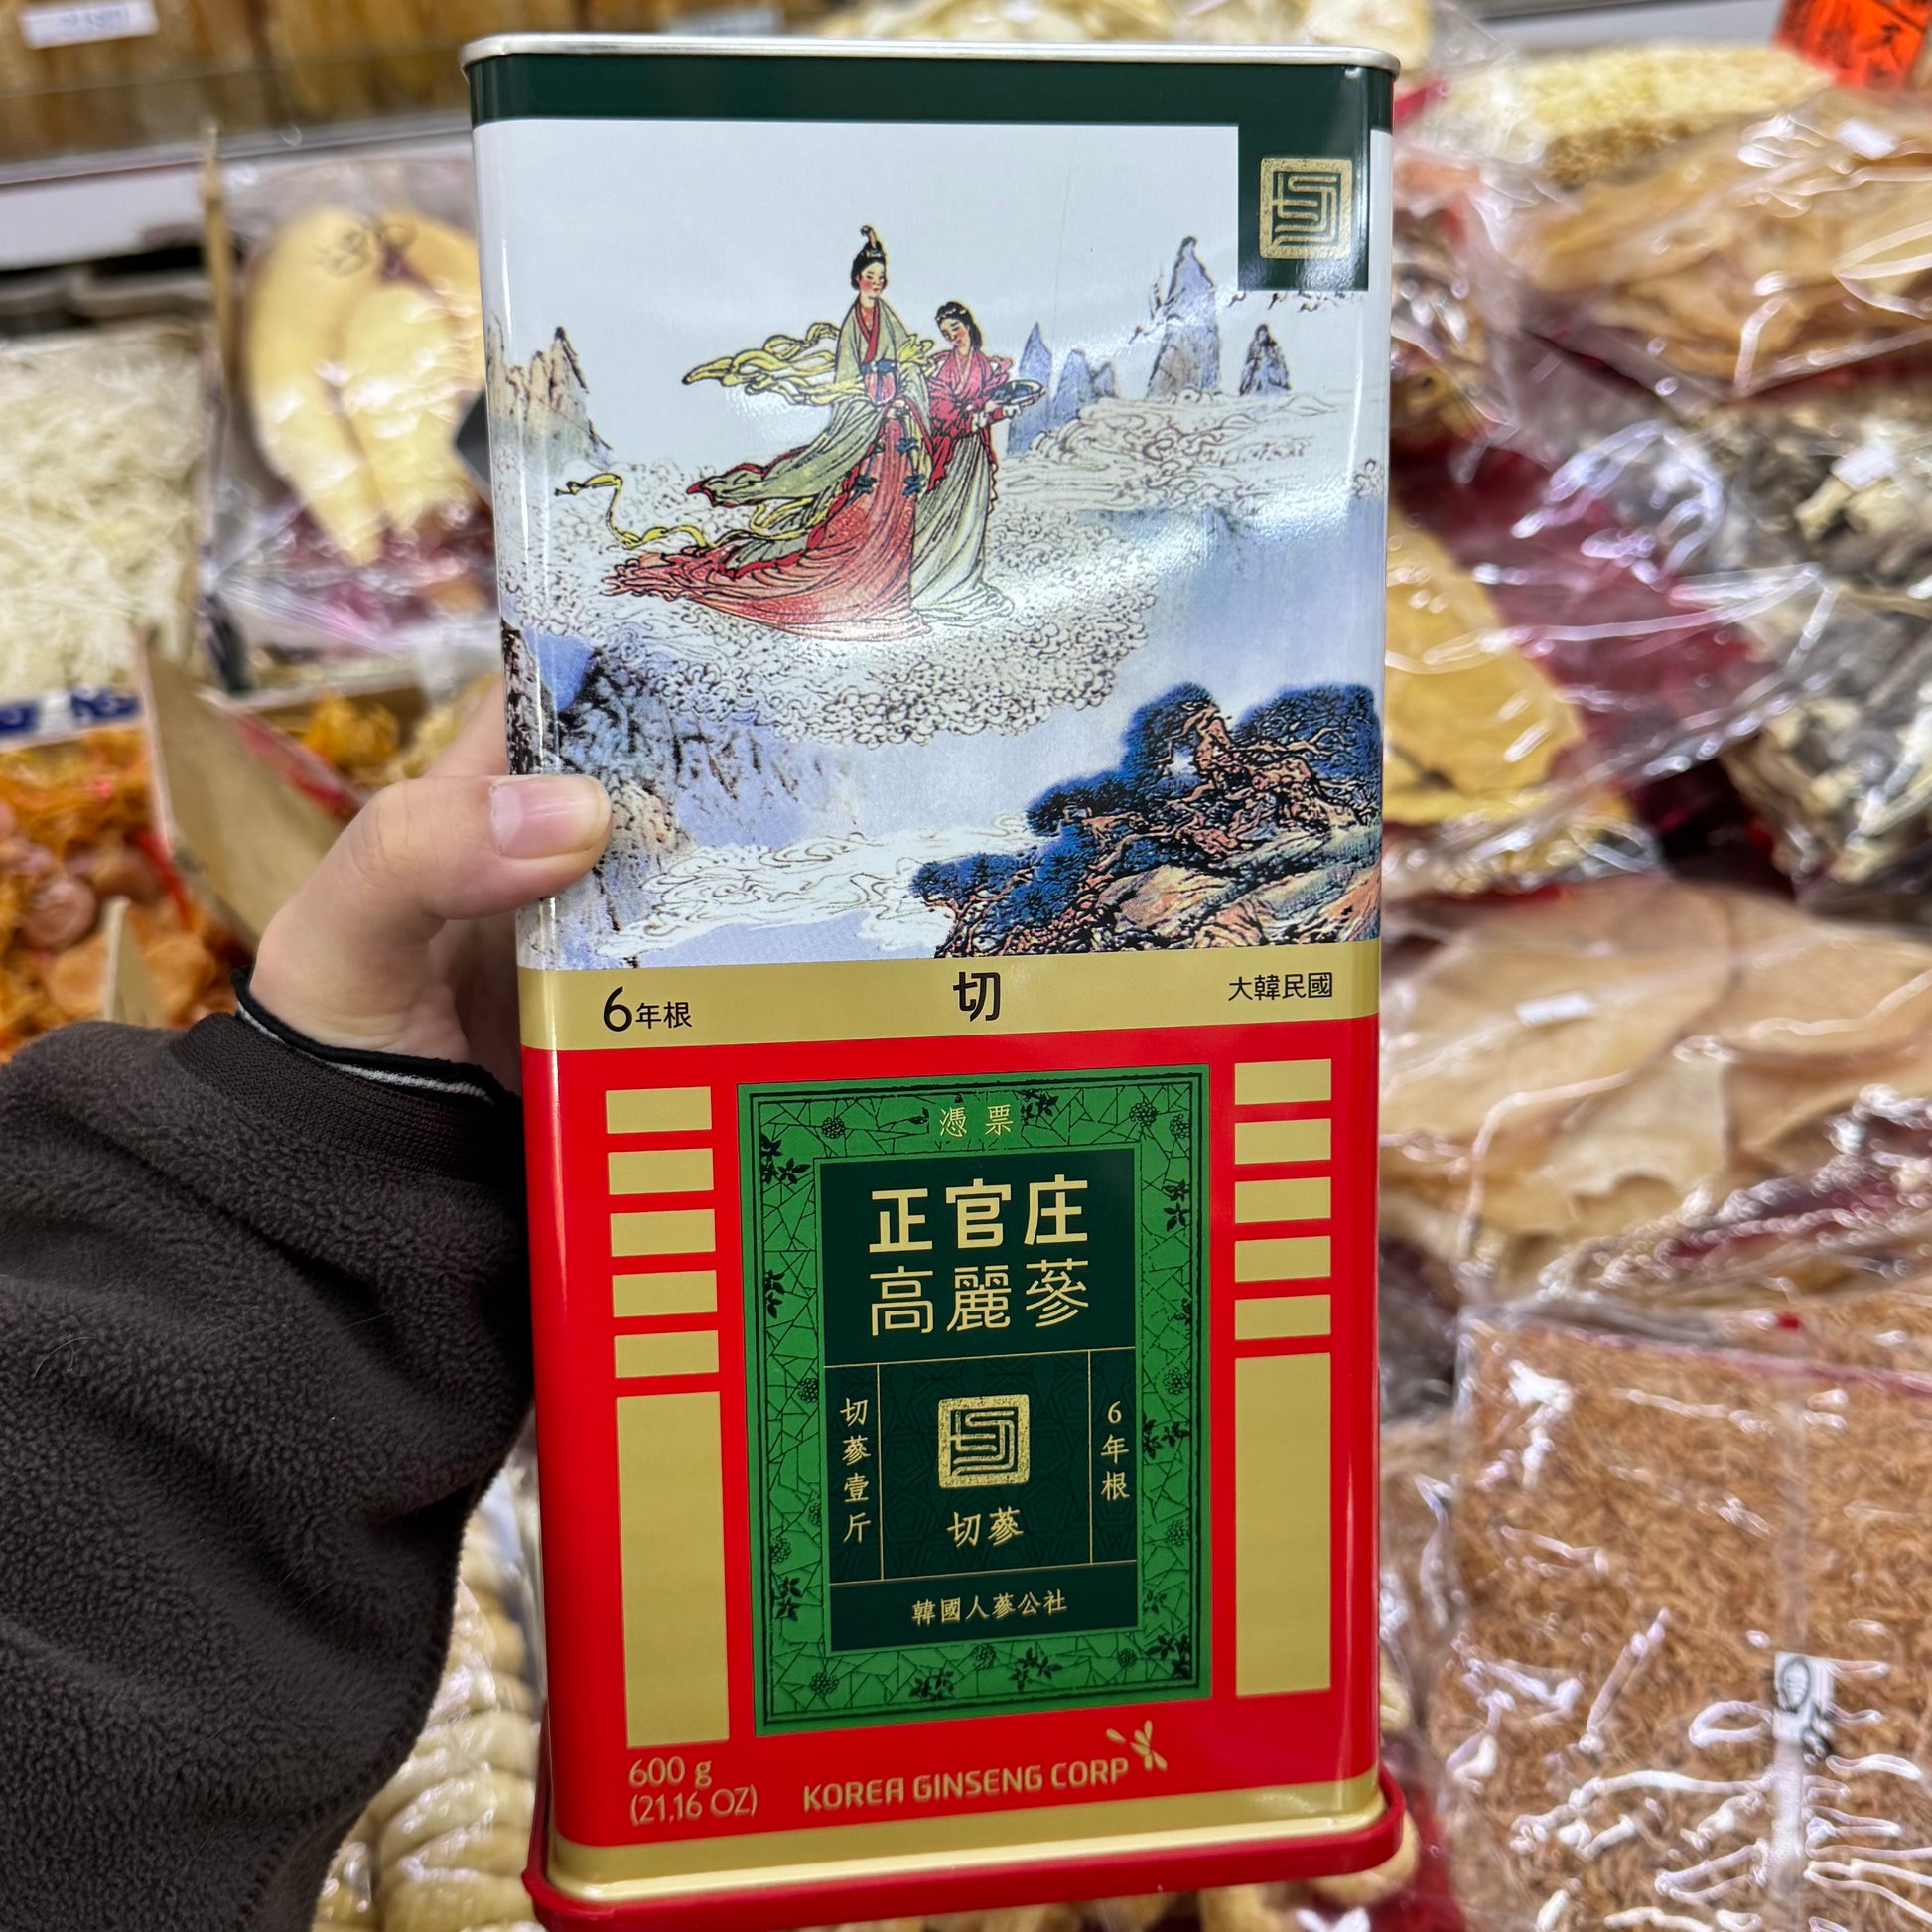 6年根
切
大韓民國
憑票
正官庄
高麗蔘
切蔘壹斤
切蔘
6年根
韓國人蔘公社
600 g
(21,16 OZ)
KOREA GINSENG CORP